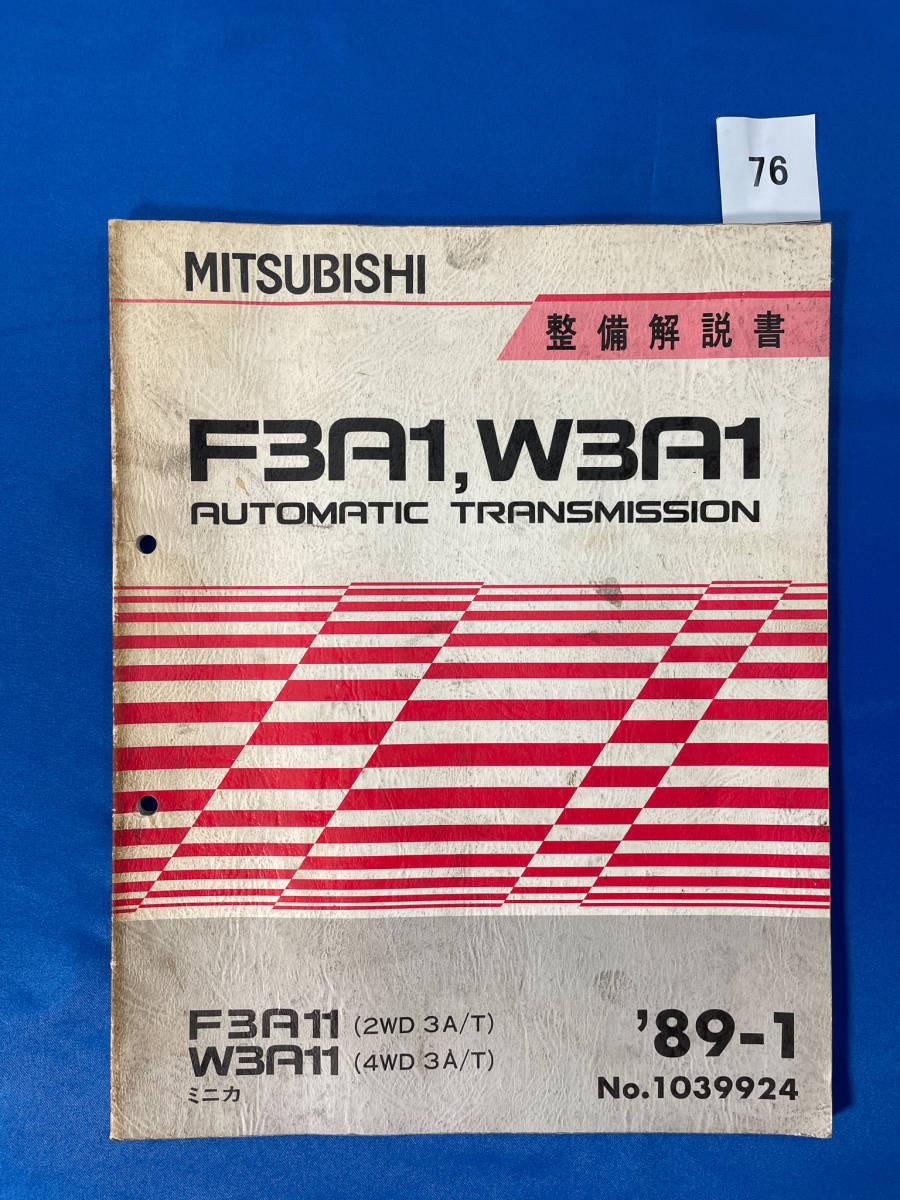 76
MITSUBISHI
整備解説書
F3A1, W3A1
AUTOMATIC TRANSMISSION
F3A11 (2WD 3A/T)
W3A11 (4WD 3A/T)
ミニカ
'89-1
No.1039924